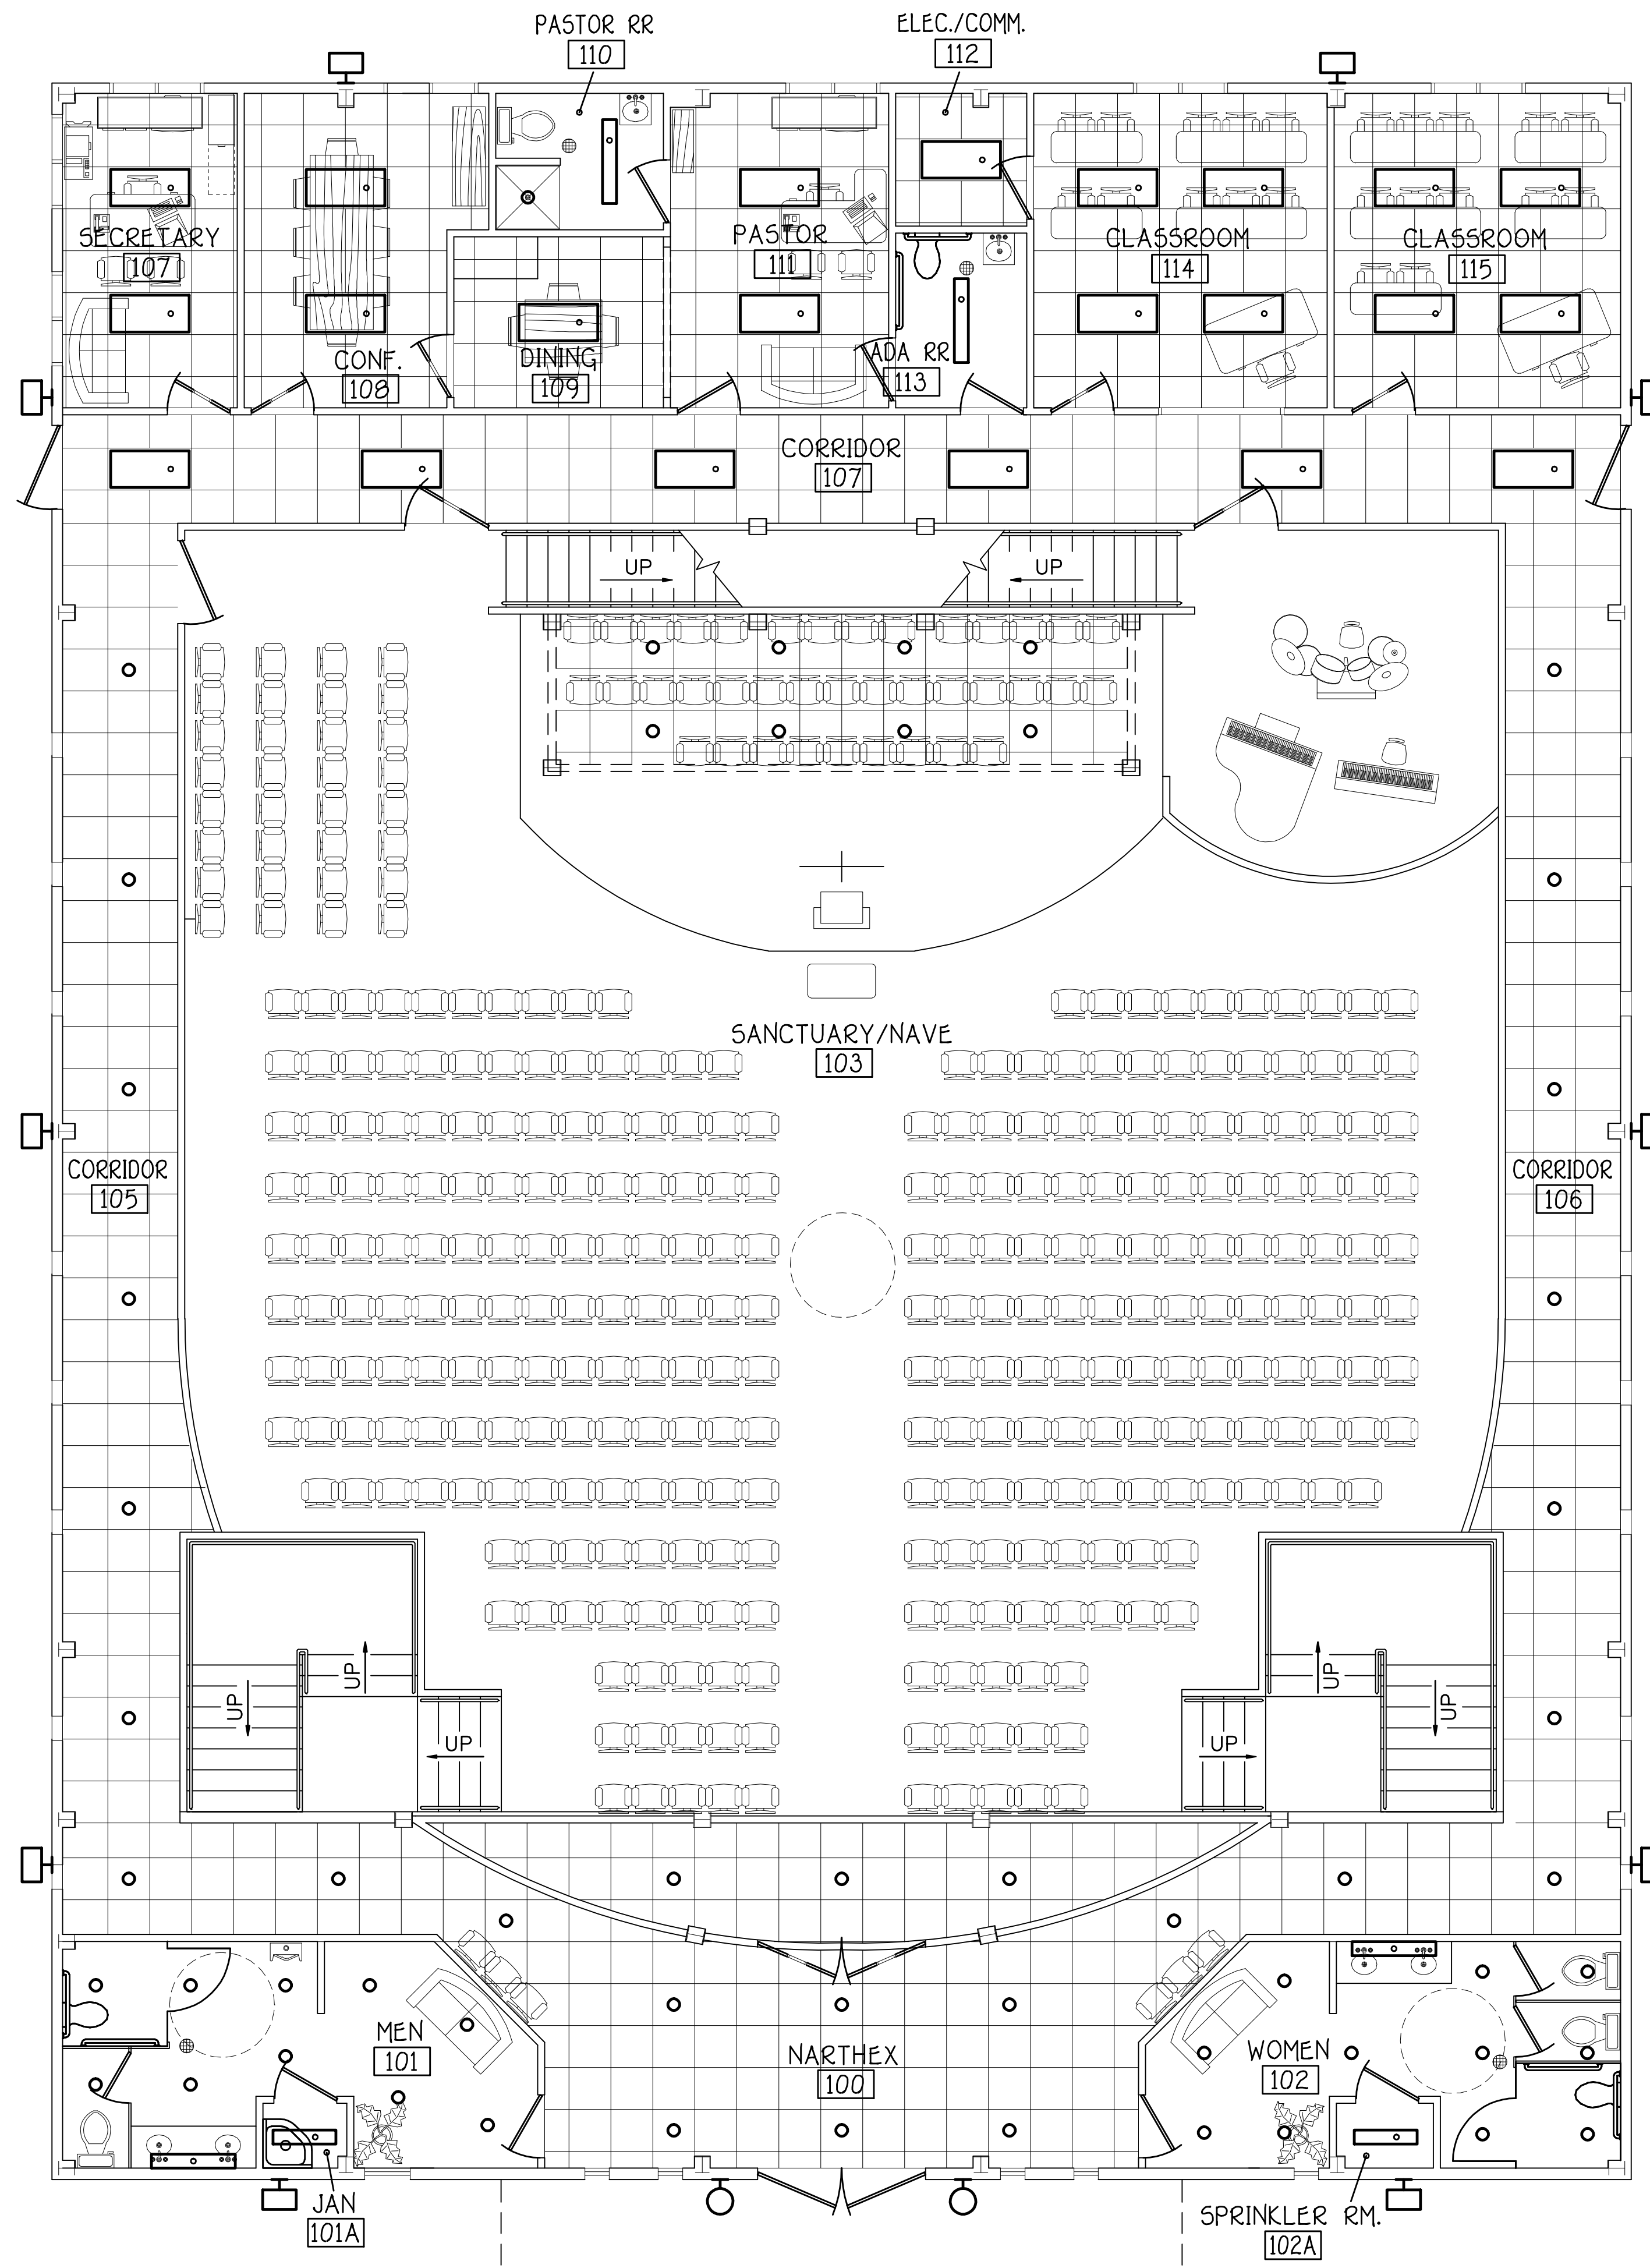 PASTOR RR
110
ELEC./COMM.
112
SECRETARY
107
CONF.
108
DINING
109
PASTOR
111
ADA RR
113
CLASSROOM
114
CLASSROOM
115
CORRIDOR
107
UP
UP
SANCTUARY/NAVE
103
CORRIDOR
105
CORRIDOR
106
UP
UP
UP
UP
UP
UP
MEN
101
NARTHEX
100
WOMEN
102
JAN
101A
SPRINKLER RM.
102A